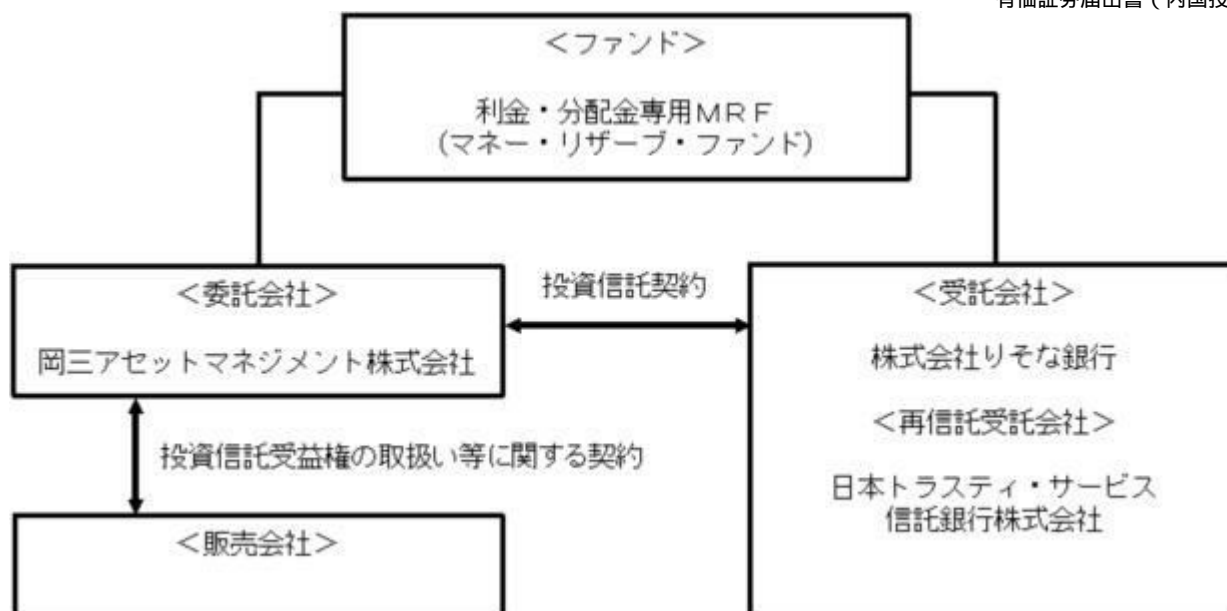 ＜ファンド＞
利金・分配金専用ＭＲＦ
（マネー・リザーブ・ファンド）
＜委託会社＞
岡三アセットマネジメント株式会社
投資信託契約
＜受託会社＞
株式会社りそな銀行
＜再信託受託会社＞
日本トラスティ・サービス
信託銀行株式会社
投資信託受益権の取扱い等に関する契約
＜販売会社＞